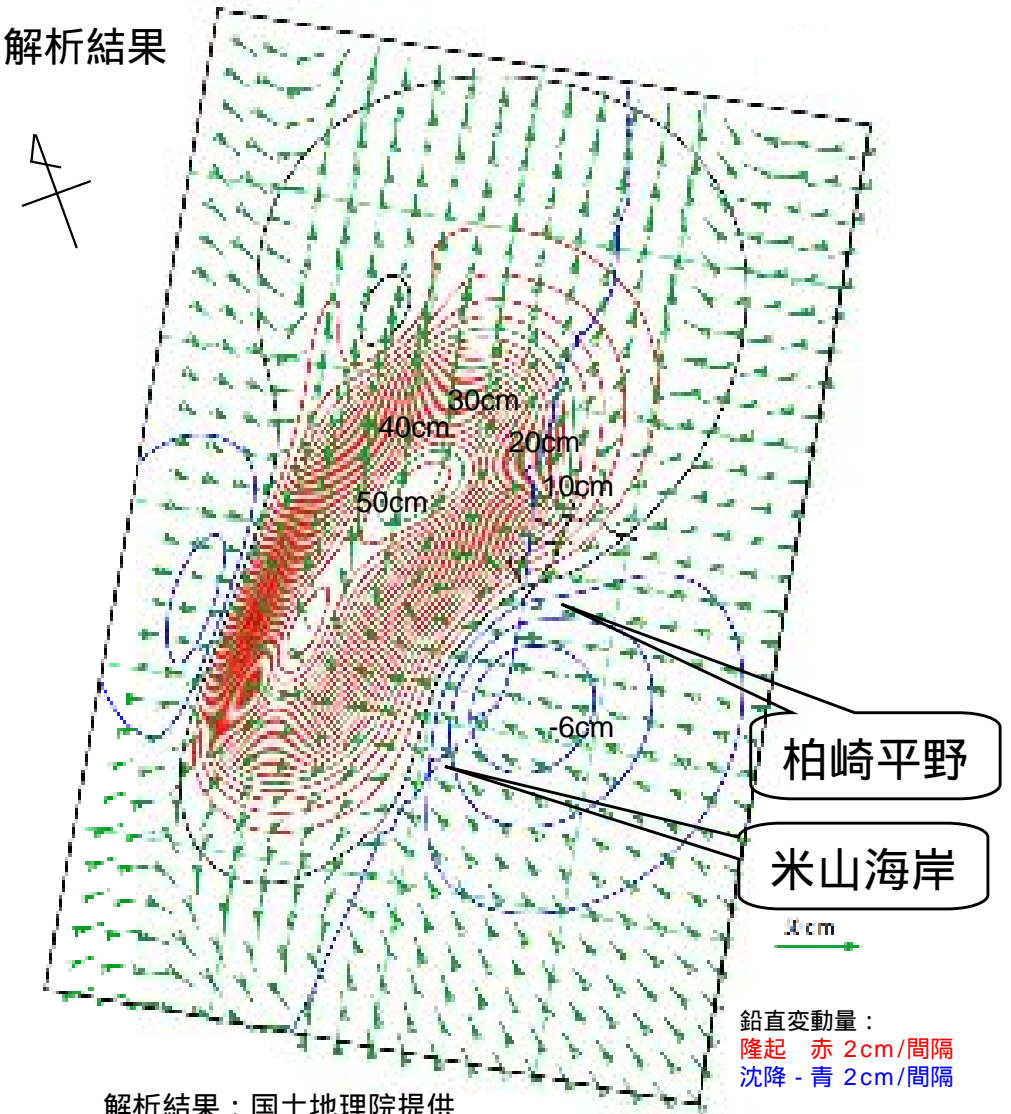 解析結果
30cm
40cm
20cm
10cm
50cm
-6cm
柏崎平野
米山海岸
cm
鉛直変動量：
隆起　赤 2cm/間隔
沈降 - 青 2cm/間隔
解析結果：国土地理院提供